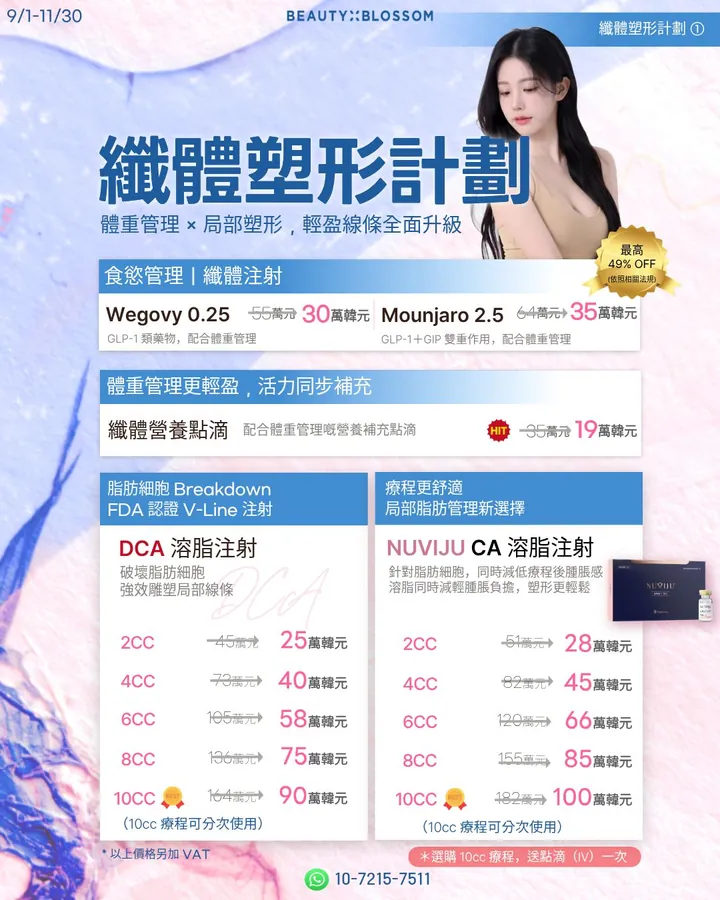 9/1-11/30
BEAUTY BLOSSOM
纖體塑形計劃 ①
纖體塑形計劃
體重管理 × 局部塑形，輕盈線條全面升級
最高
49% OFF
(依照相關法規)
食慾管理 | 纖體注射
Wegovy 0.25 55萬元 30萬韓元
GLP-1 類藥物，配合體重管理
Mounjaro 2.5 64萬元 35萬韓元
GLP-1＋GIP 雙重作用，配合體重管理
體重管理更輕盈，活力同步補充
纖體營養點滴 配合體重管理嘅營養補充點滴 HIT 35萬元 19萬韓元
脂肪細胞 Breakdown
FDA 認證 V-Line 注射
DCA 溶脂注射
破壞脂肪細胞
強效雕塑局部線條
DCA
2CC 45萬元 25萬韓元
4CC 73萬元 40萬韓元
6CC 105萬元 58萬韓元
8CC 136萬元 75萬韓元
10CC 164萬元 90萬韓元
（10cc 療程可分次使用）
療程更舒適
局部脂肪管理新選擇
NUVIJU CA 溶脂注射
針對脂肪細胞，同時減低療程後腫脹感
溶脂同時減輕腫脹負擔，塑形更輕鬆
NUVIJU
2CC 51萬元 28萬韓元
4CC 82萬元 45萬韓元
6CC 120萬元 66萬韓元
8CC 155萬元 85萬韓元
10CC 182萬元 100萬韓元
（10cc 療程可分次使用）
* 以上價格另加 VAT
＊選購 10cc 療程，送點滴（IV）一次
10-7215-7511